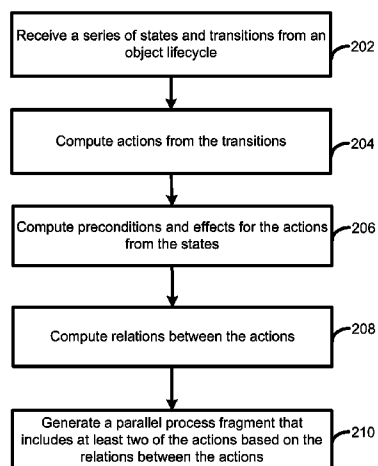 Receive a series of states and transitions from an
object lifecycle
202
Compute actions from the transitions
204
Compute preconditions and effects for the actions
from the states
206
Compute relations between the actions
208
Generate a parallel process fragment that
includes at least two of the actions based on the
relations between the actions
210